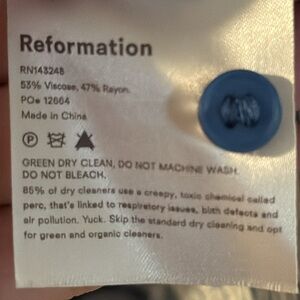 Reformation
RN143248
53% Viscose, 47% Rayon.
PO# 12664
Made in China
P
GREEN DRY CLEAN, DO NOT MACHINE WASH.
DO NOT BLEACH.
85% of dry cleaners use a creepy, toxic chemical called
perc, that's linked to respiratory issues, birth defects and
air pollution. Yuck. Skip the standard dry cleaning and opt
for green and organic cleaners.